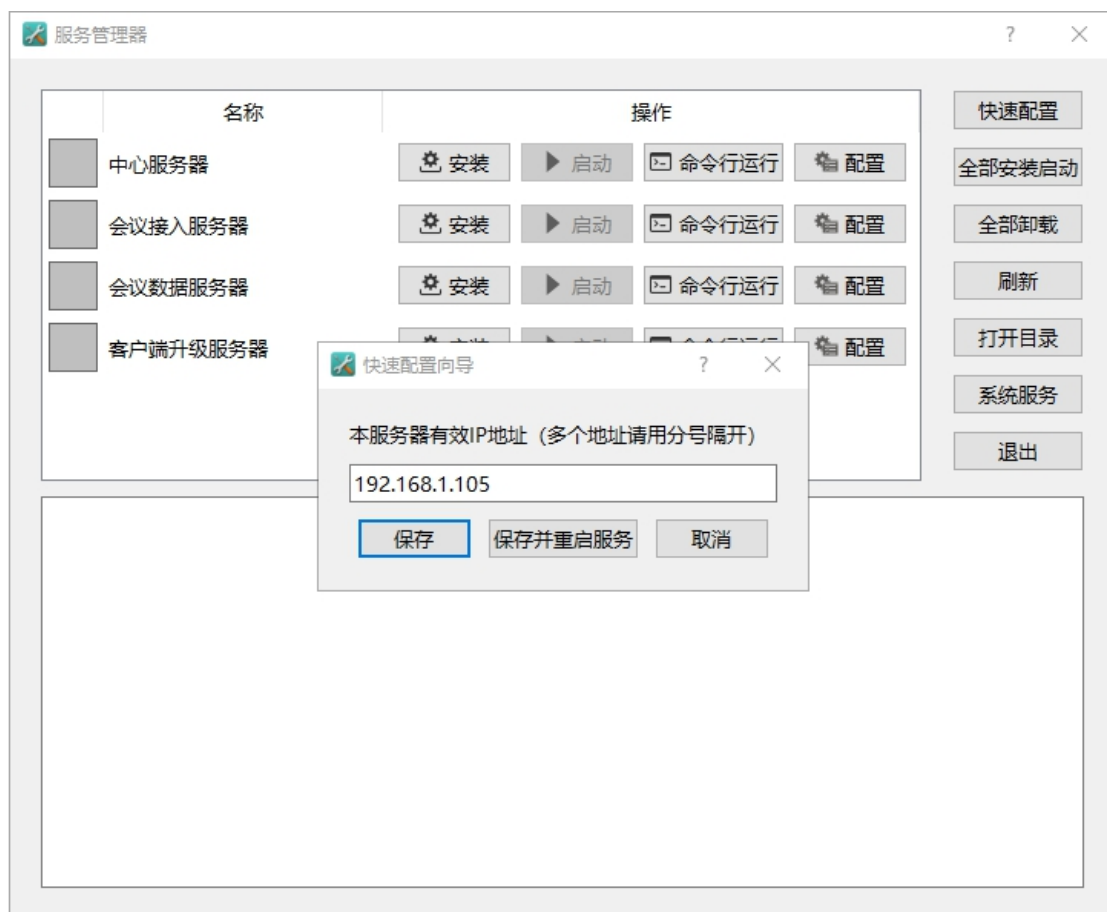 服务管理器
名称 操作 快速配置
中心服务器 安装 启动 命令行运行 配置 全部安装启动
会议接入服务器 安装 启动 命令行运行 配置 全部卸载
会议数据服务器 安装 启动 命令行运行 配置 刷新
客户端升级服务器 配置 打开目录
系统服务
退出
快速配置向导
本服务器有效IP地址（多个地址请用分号隔开）
192.168.1.105
保存 保存并重启服务 取消